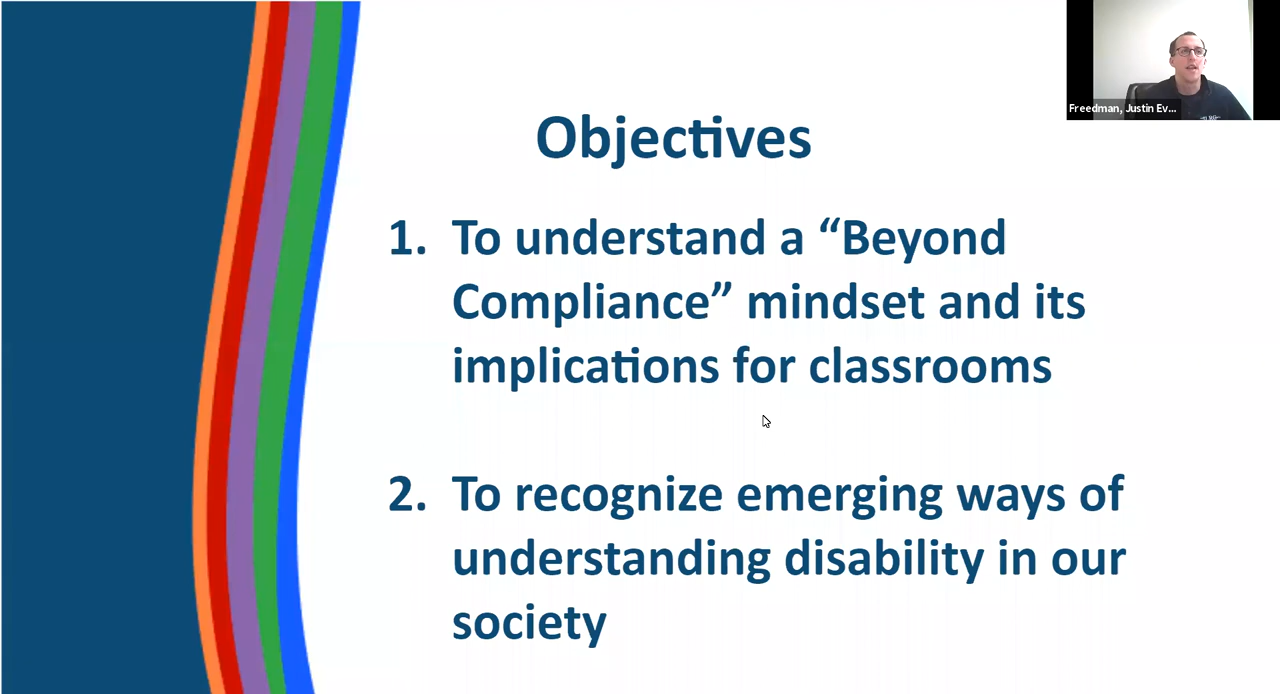 Freedman, Justin Ev...
Objectives
1. To understand a “Beyond
Compliance” mindset and its
implications for classrooms
2. To recognize emerging ways of
understanding disability in our
society